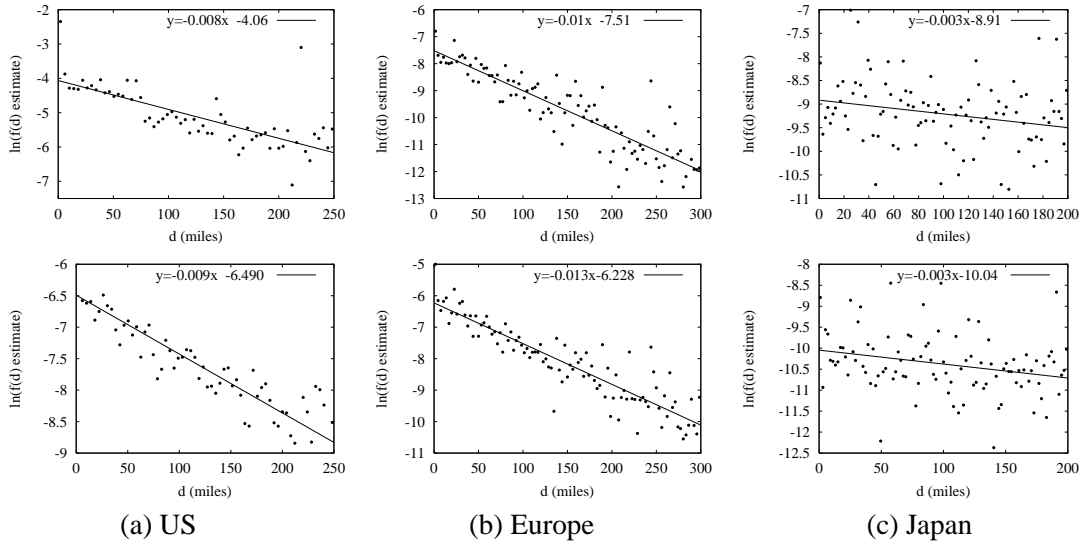 y=-0.008x -4.06
ln(f(d) estimate)
-2
-3
-4
-5
-6
-7
0 50 100 150 200 250
d (miles)
y=-0.01x -7.51
ln(f(d) estimate)
-6
-7
-8
-9
-10
-11
-12
-13
0 50 100 150 200 250 300
d (miles)
y=-0.003x-8.91
ln(f(d) estimate)
-7
-7.5
-8
-8.5
-9
-9.5
-10
-10.5
-11
0 20 40 60 80 100 120 140 160 180 200
d (miles)
y=-0.009x -6.490
ln(f(d) estimate)
-6
-6.5
-7
-7.5
-8
-8.5
-9
0 50 100 150 200 250
d (miles)
y=-0.013x-6.228
ln(f(d) estimate)
-5
-6
-7
-8
-9
-10
-11
0 50 100 150 200 250 300
d (miles)
y=-0.003x-10.04
ln(f(d) estimate)
-8
-8.5
-9
-9.5
-10
-10.5
-11
-11.5
-12
-12.5
0 50 100 150 200
d (miles)
(a) US
(b) Europe
(c) Japan